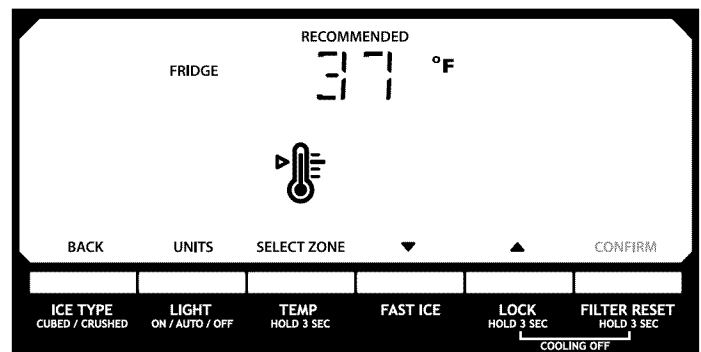 RECOMMENDED
FRIDGE 37 °F
BACK UNITS SELECT ZONE ▼ ▲ CONFIRM
ICE TYPE LIGHT TEMP FAST ICE LOCK FILTER RESET
CUBED / CRUSHED ON / AUTO / OFF HOLD 3 SEC HOLD 3 SEC HOLD 3 SEC
COOLING OFF